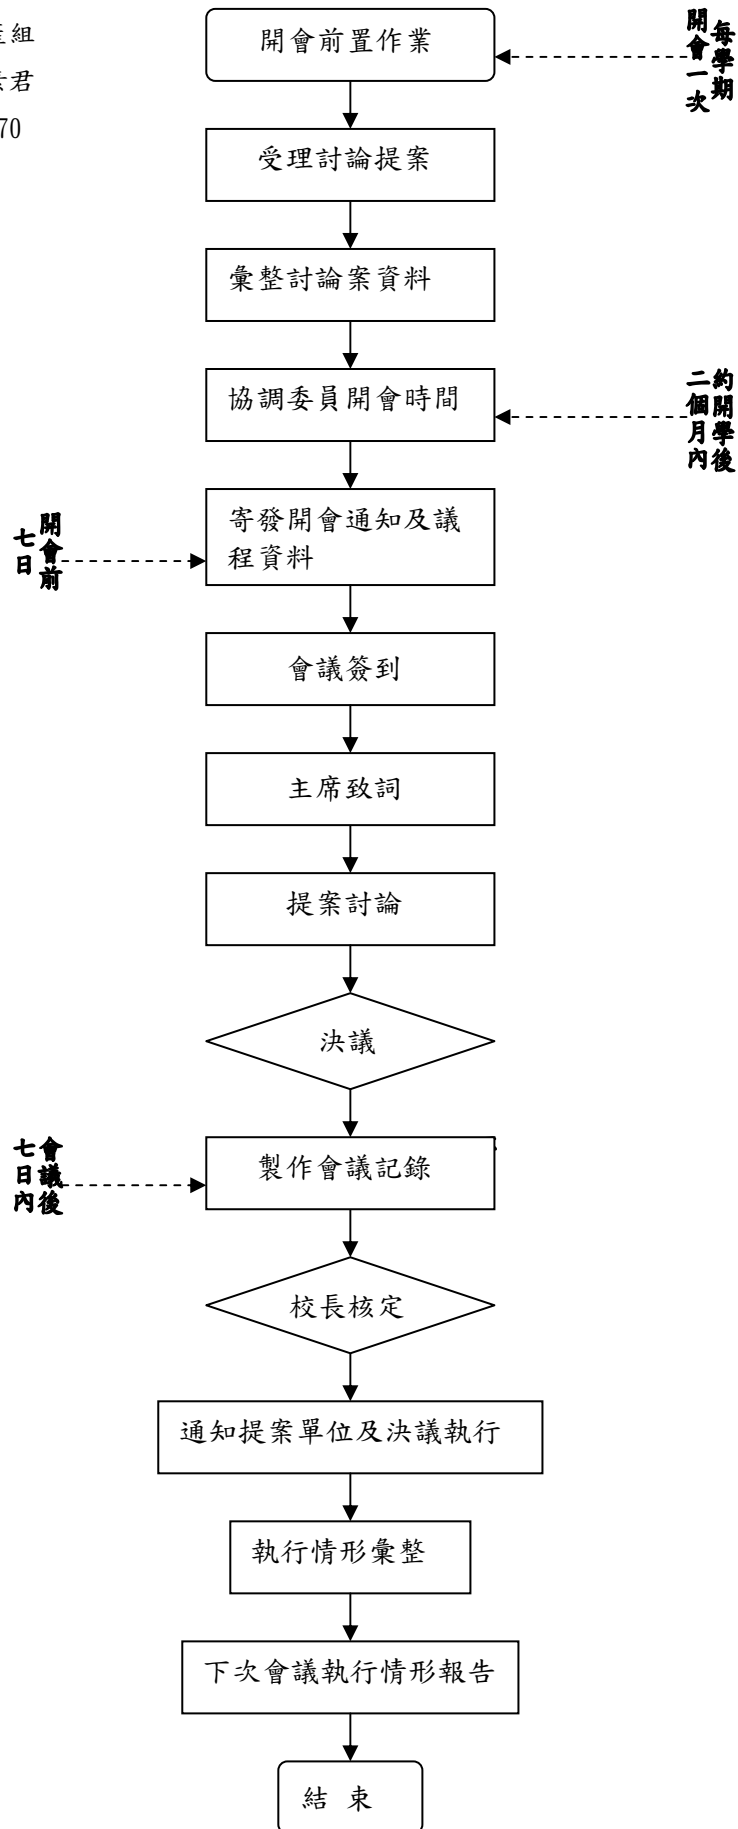 組
君
70
開會前置作業
每學期
開會一次
受理討論提案
彙整討論案資料
協調委員開會時間
約開學後
二個月內
寄發開會通知及議
程資料
開會前
七日
會議簽到
主席致詞
提案討論
決議
製作會議記錄
會議後
七日內
校長核定
通知提案單位及決議執行
執行情形彙整
下次會議執行情形報告
結 束